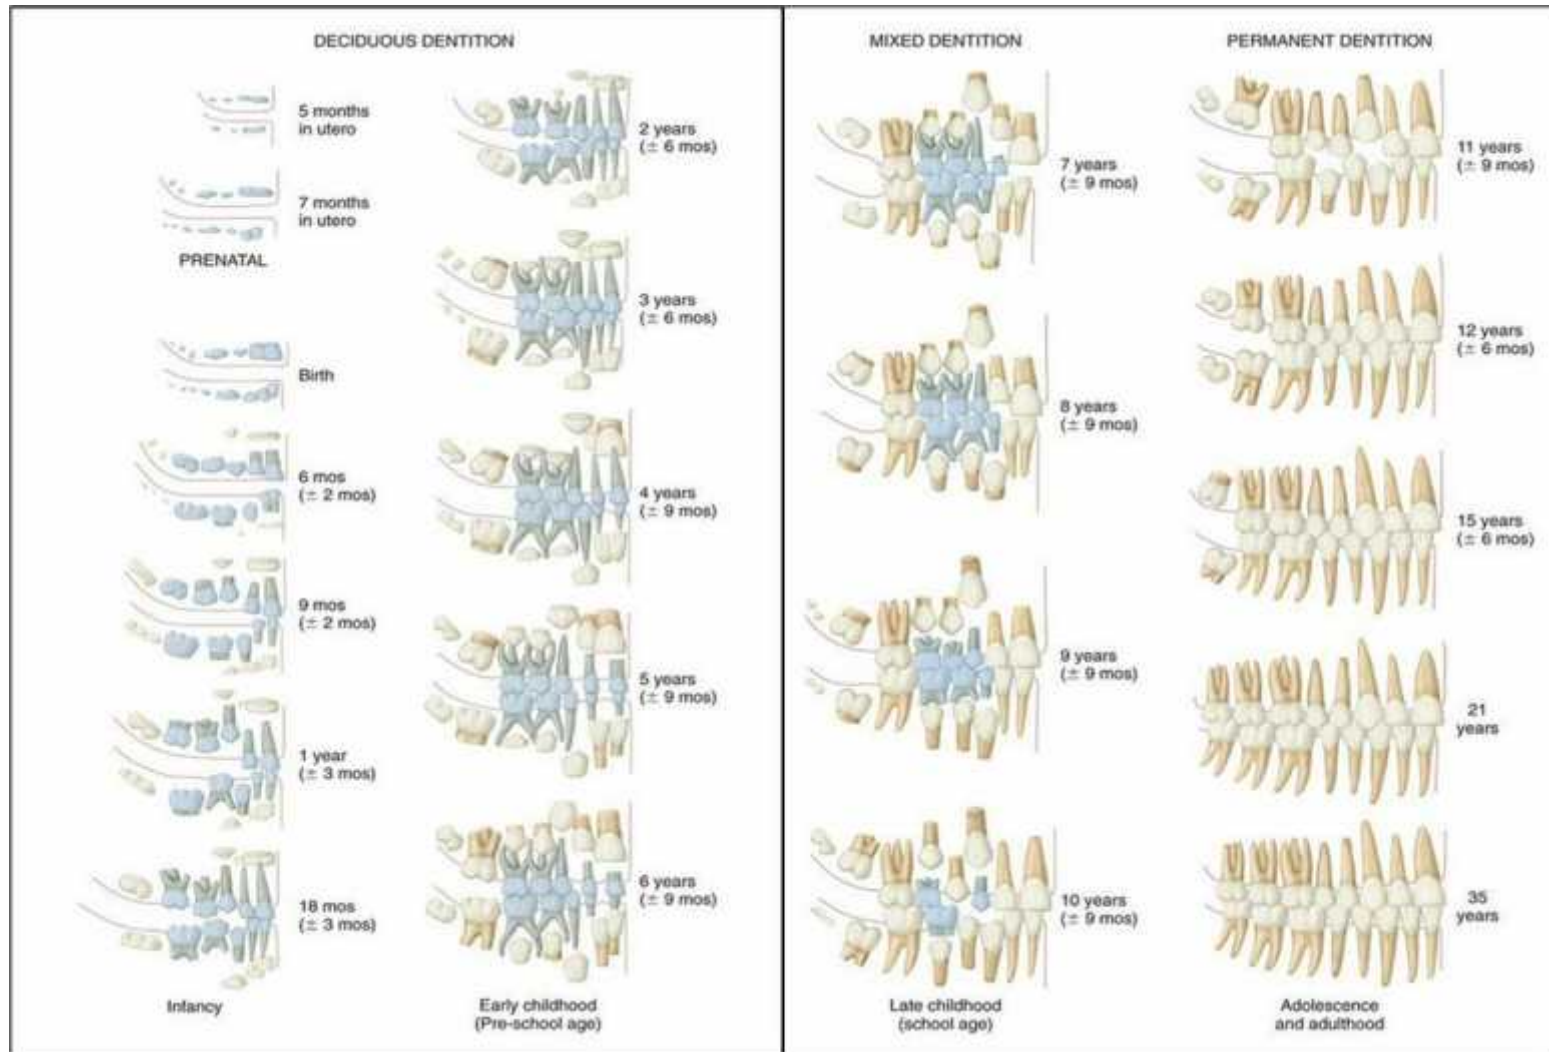 DECIDUOUS DENTITION
5 months
in utero
7 months
in utero
PRENATAL
Birth
6 mos
(± 2 mos)
9 mos
(± 2 mos)
1 year
(± 3 mos)
18 mos
(± 3 mos)
Infancy
2 years
(± 6 mos)
3 years
(± 6 mos)
4 years
(± 9 mos)
5 years
(± 9 mos)
6 years
(± 9 mos)
Early childhood
(Pre-school age)
MIXED DENTITION
7 years
(± 9 mos)
8 years
(± 9 mos)
9 years
(± 9 mos)
10 years
(± 9 mos)
Late childhood
(school age)
PERMANENT DENTITION
11 years
(± 9 mos)
12 years
(± 6 mos)
15 years
(± 6 mos)
21
years
35
years
Adolescence
and adulthood